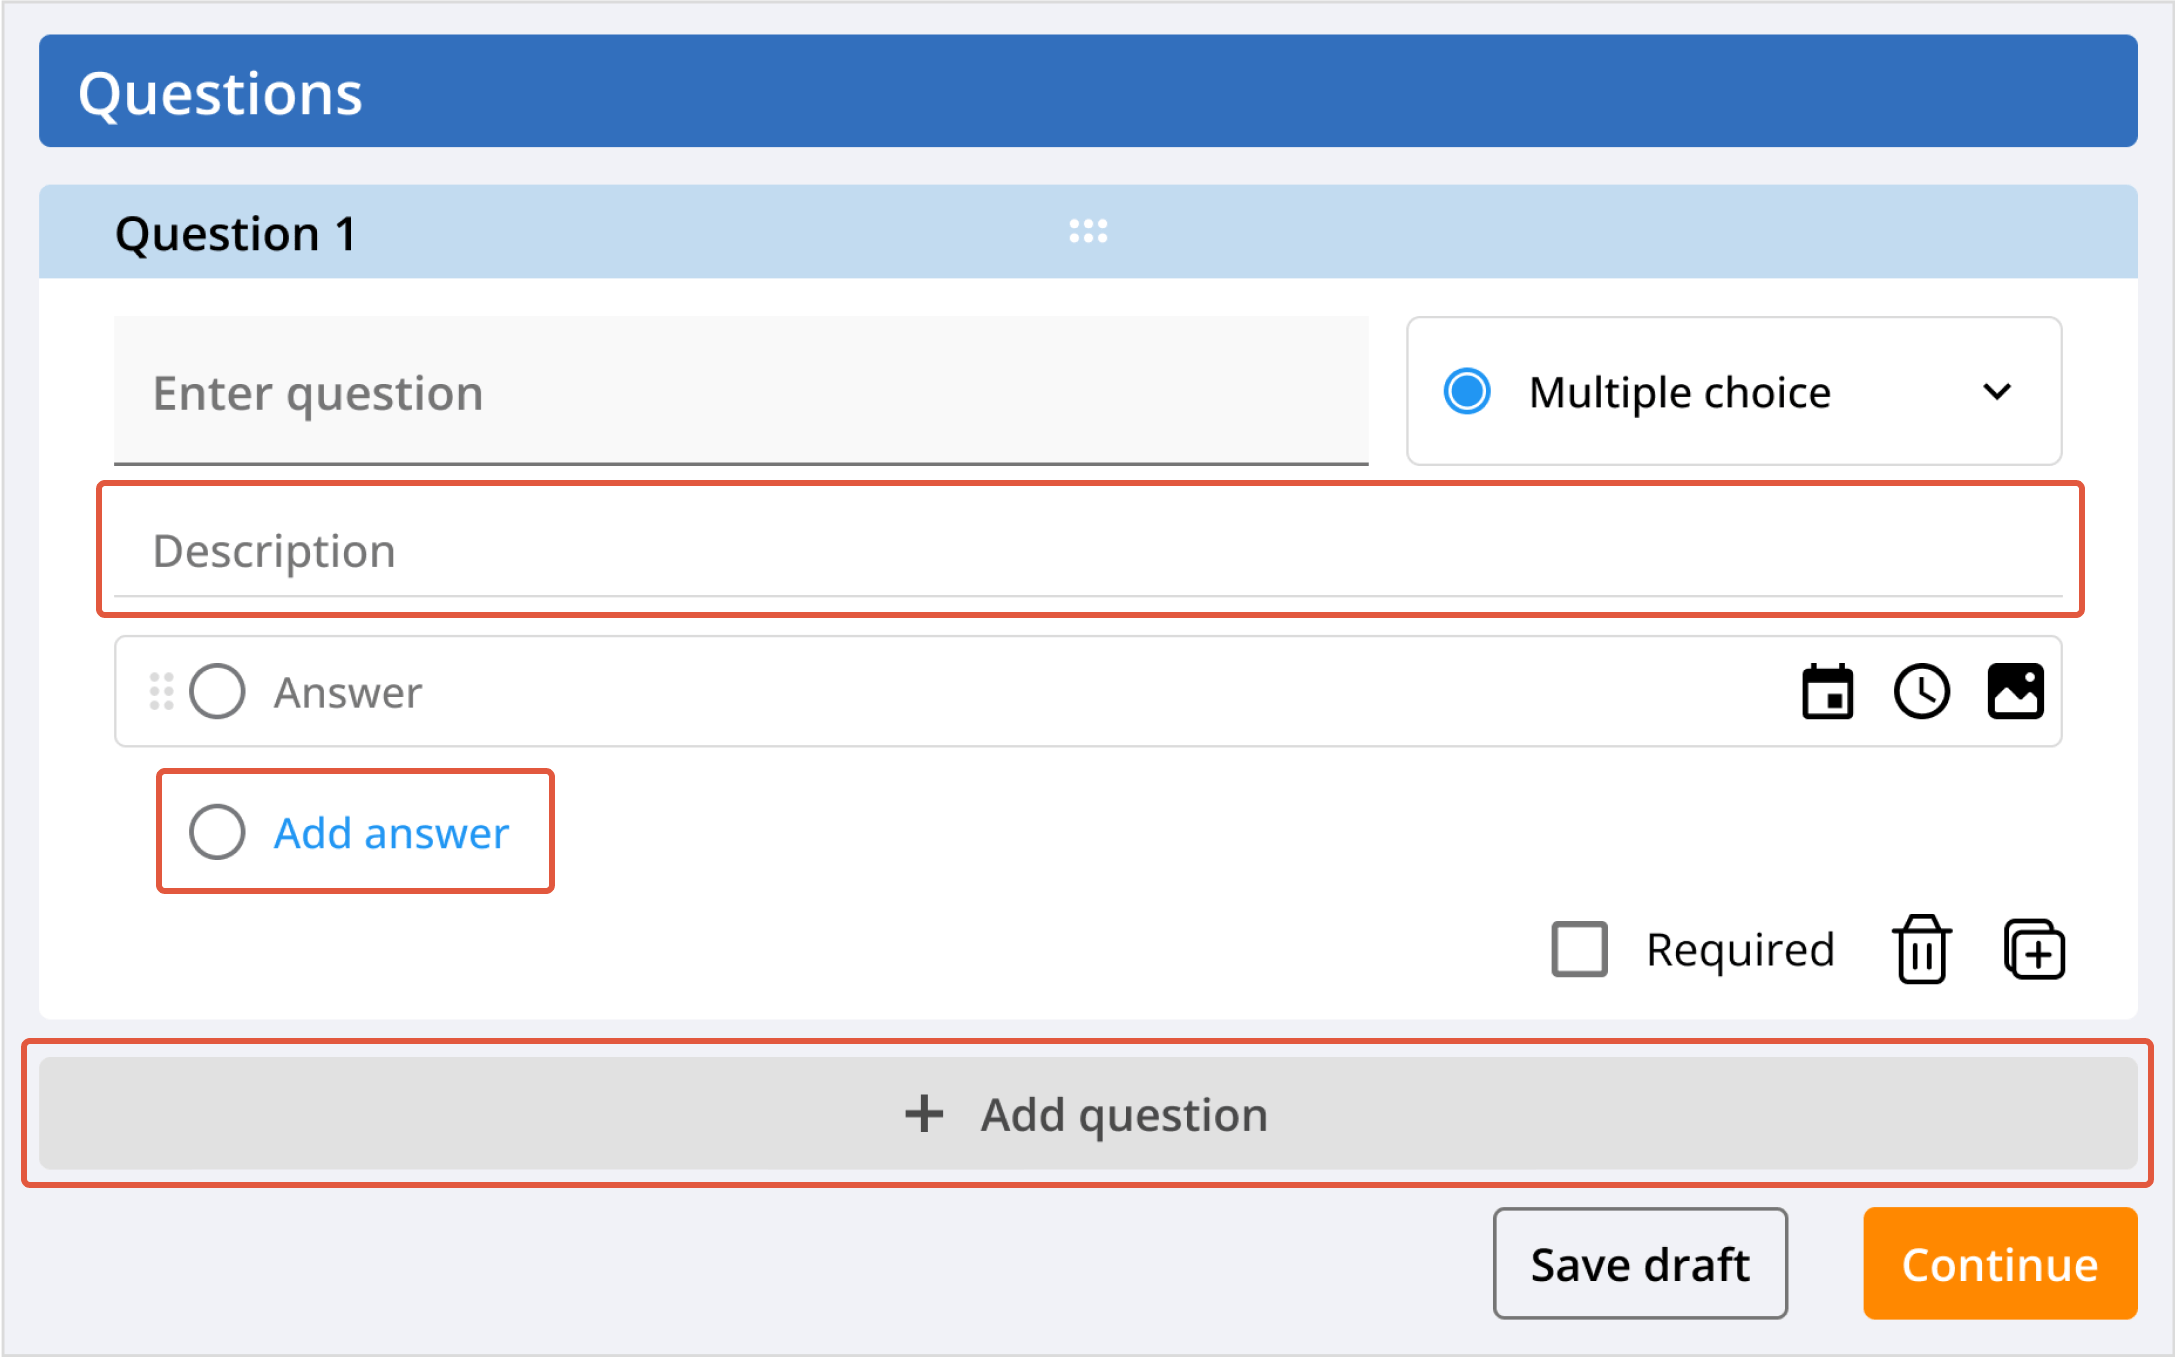 Questions
Question 1
Enter question
Multiple choice
Description
Answer
Add answer
Required
Add question
Save draft
Continue